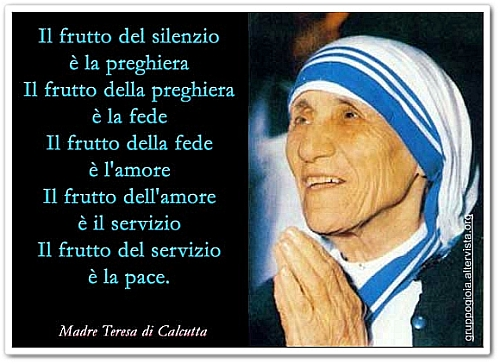 Il frutto del silenzio
è la preghiera
Il frutto della preghiera
è la fede
Il frutto della fede
è l'amore
Il frutto dell'amore
è il servizio
Il frutto del servizio
è la pace.
Madre Teresa di Calcutta
gruppogioia.altervista.org